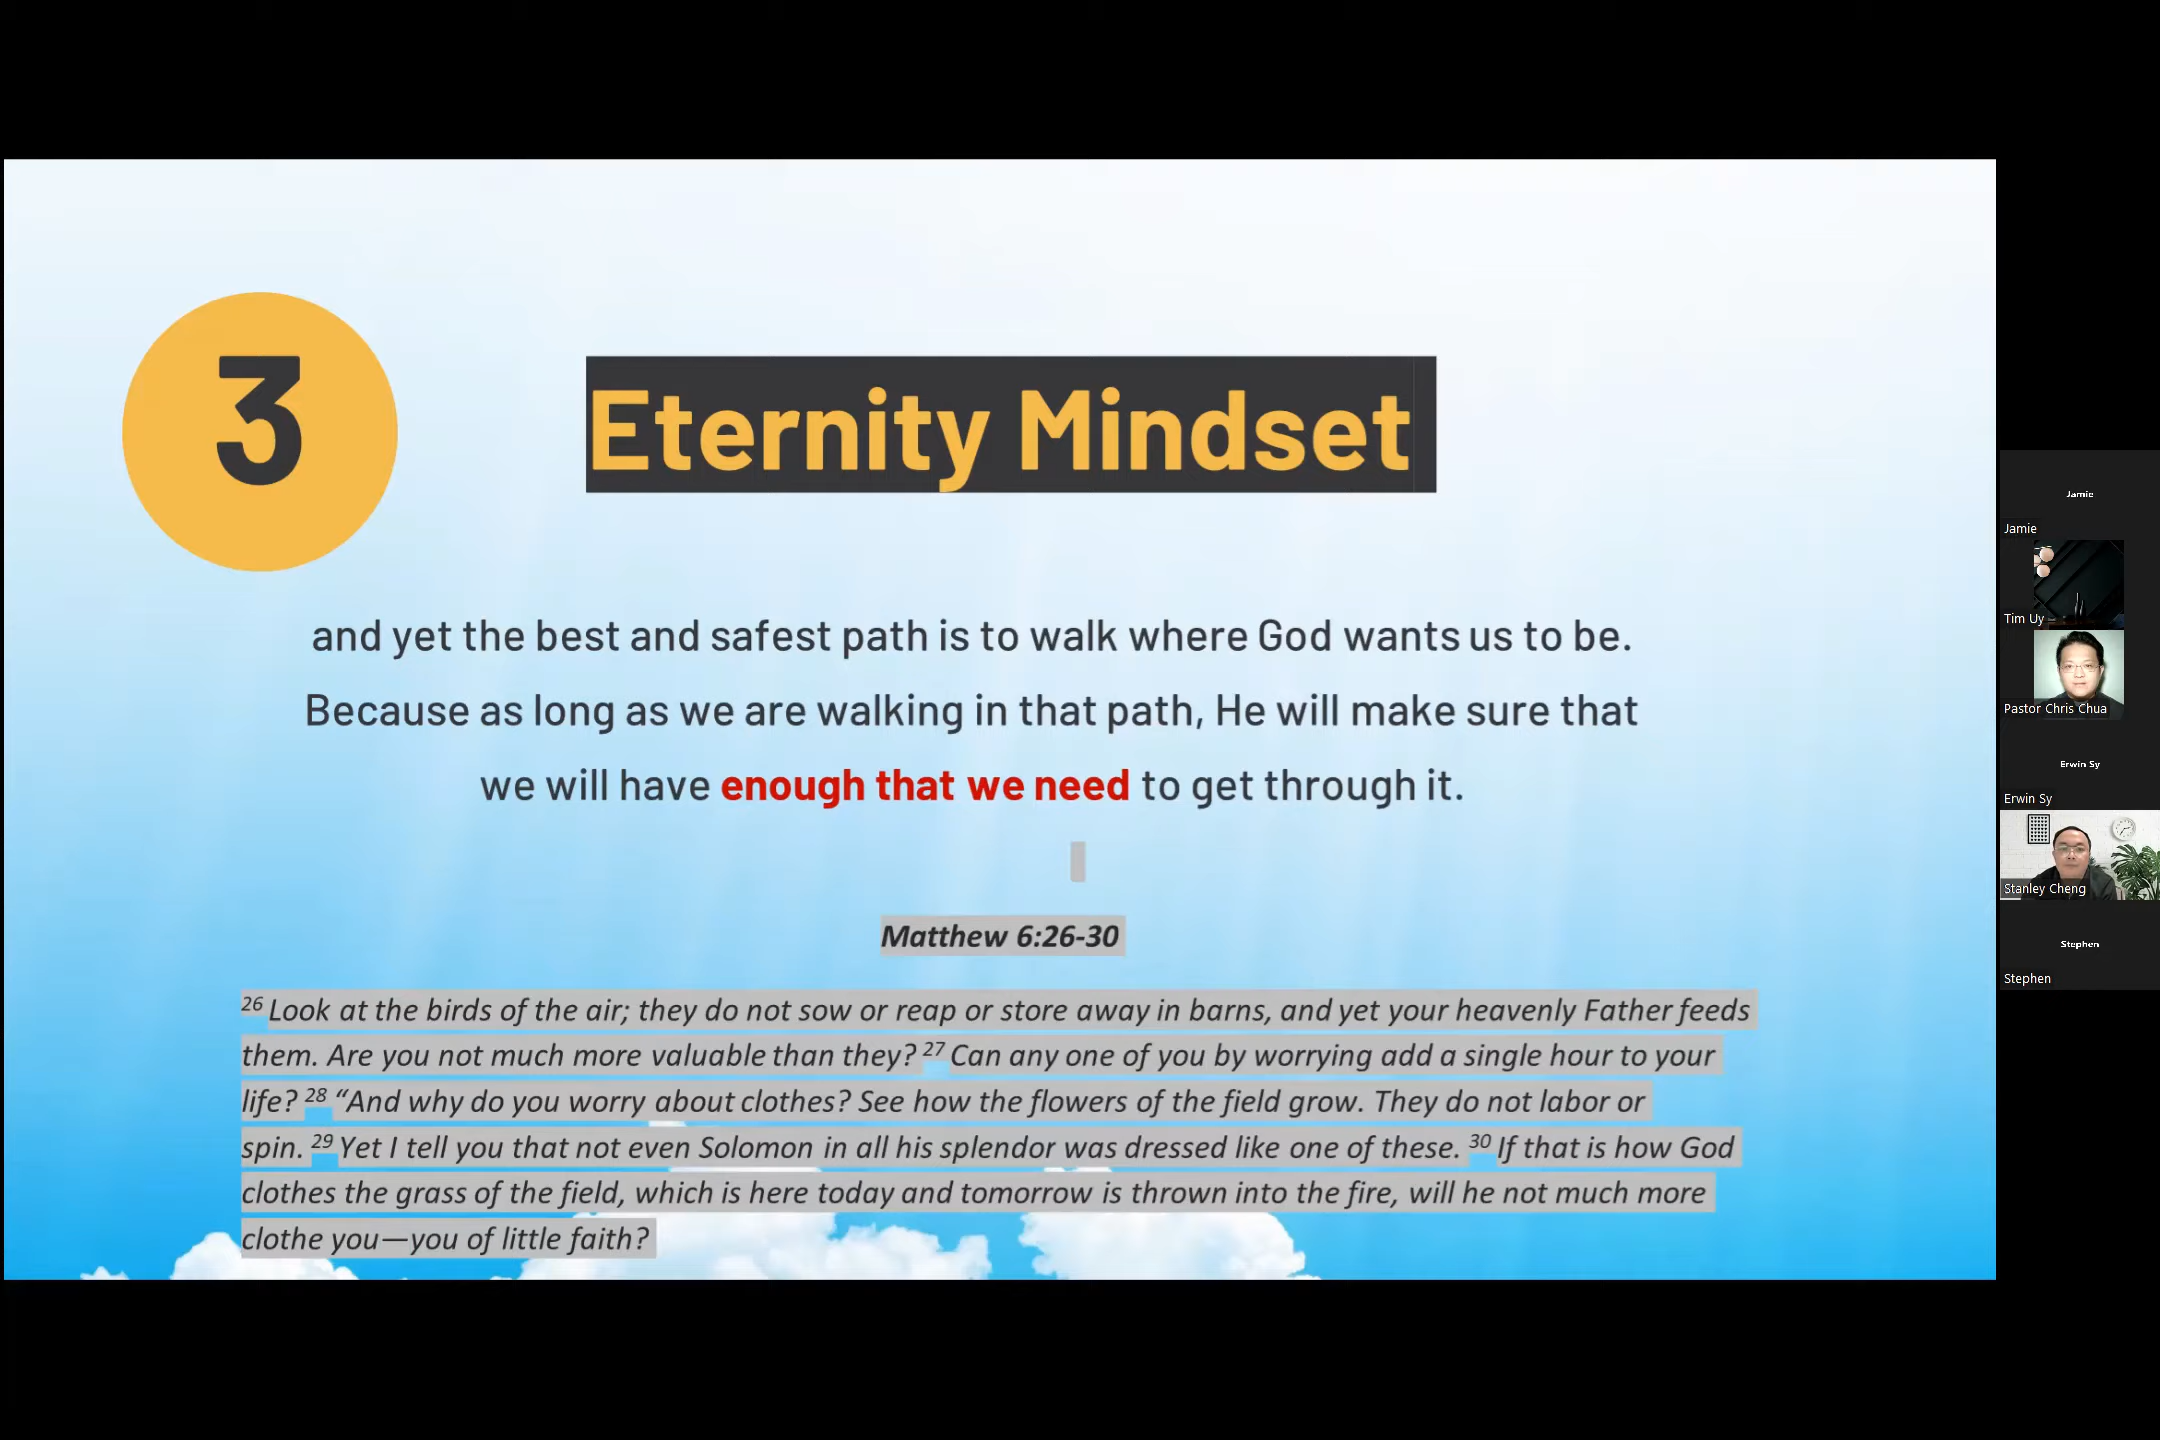 3
Eternity Mindset
and yet the best and safest path is to walk where God wants us to be.
Because as long as we are walking in that path, He will make sure that
we will have enough that we need to get through it.
Matthew 6:26-30
26 Look at the birds of the air; they do not sow or reap or store away in barns, and yet your heavenly Father feeds
them. Are you not much more valuable than they? 27 Can any one of you by worrying add a single hour to your
life? 28 “And why do you worry about clothes? See how the flowers of the field grow. They do not labor or
spin. 29 Yet I tell you that not even Solomon in all his splendor was dressed like one of these. 30 If that is how God
clothes the grass of the field, which is here today and tomorrow is thrown into the fire, will he not much more
clothe you—you of little faith?
Jamie
Jamie
Tim Uy
Pastor Chris Chua
Erwin Sy
Erwin Sy
Stanley Cheng
Stephen
Stephen